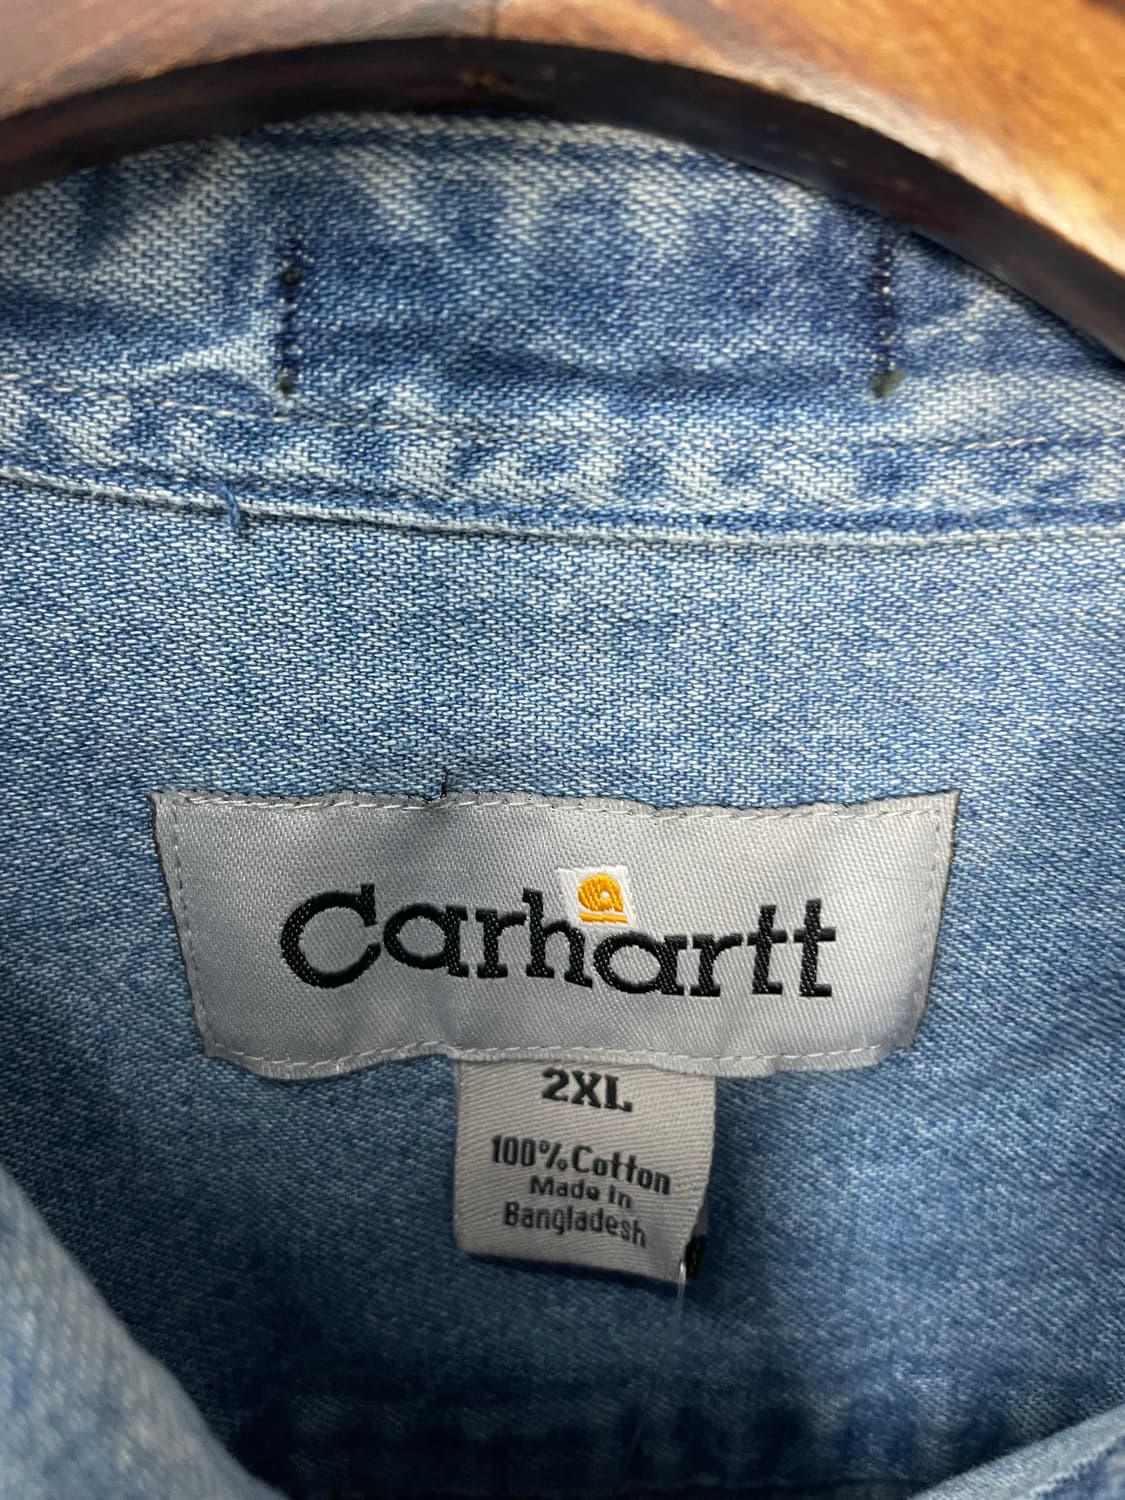 Carhartt
2XL
100% Cotton
Made in
Bangladesh